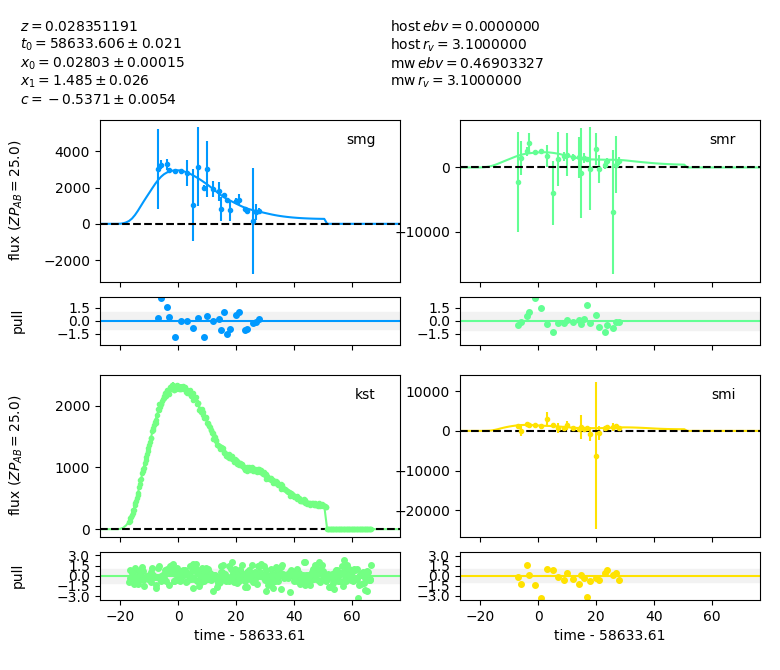 z = 0.028351191
t₀ = 58633.606 ± 0.021
x₀ = 0.02803 ± 0.00015
x₁ = 1.485 ± 0.026
c = −0.5371 ± 0.0054
host ebv = 0.0000000
host r_v = 3.1000000
mw ebv = 0.46903327
mw r_v = 3.1000000
smg
4000
2000
0
−2000
flux (ZP_AB = 25.0)
smr
0
−10000
1.5
0.0
−1.5
pull
1.5
0.0
−1.5
kst
2000
1000
0
flux (ZP_AB = 25.0)
smi
10000
0
−10000
−20000
3.0
1.5
0.0
−1.5
−3.0
pull
3.0
1.5
0.0
−1.5
−3.0
−20 0 20 40 60
time - 58633.61
−20 0 20 40 60
time - 58633.61